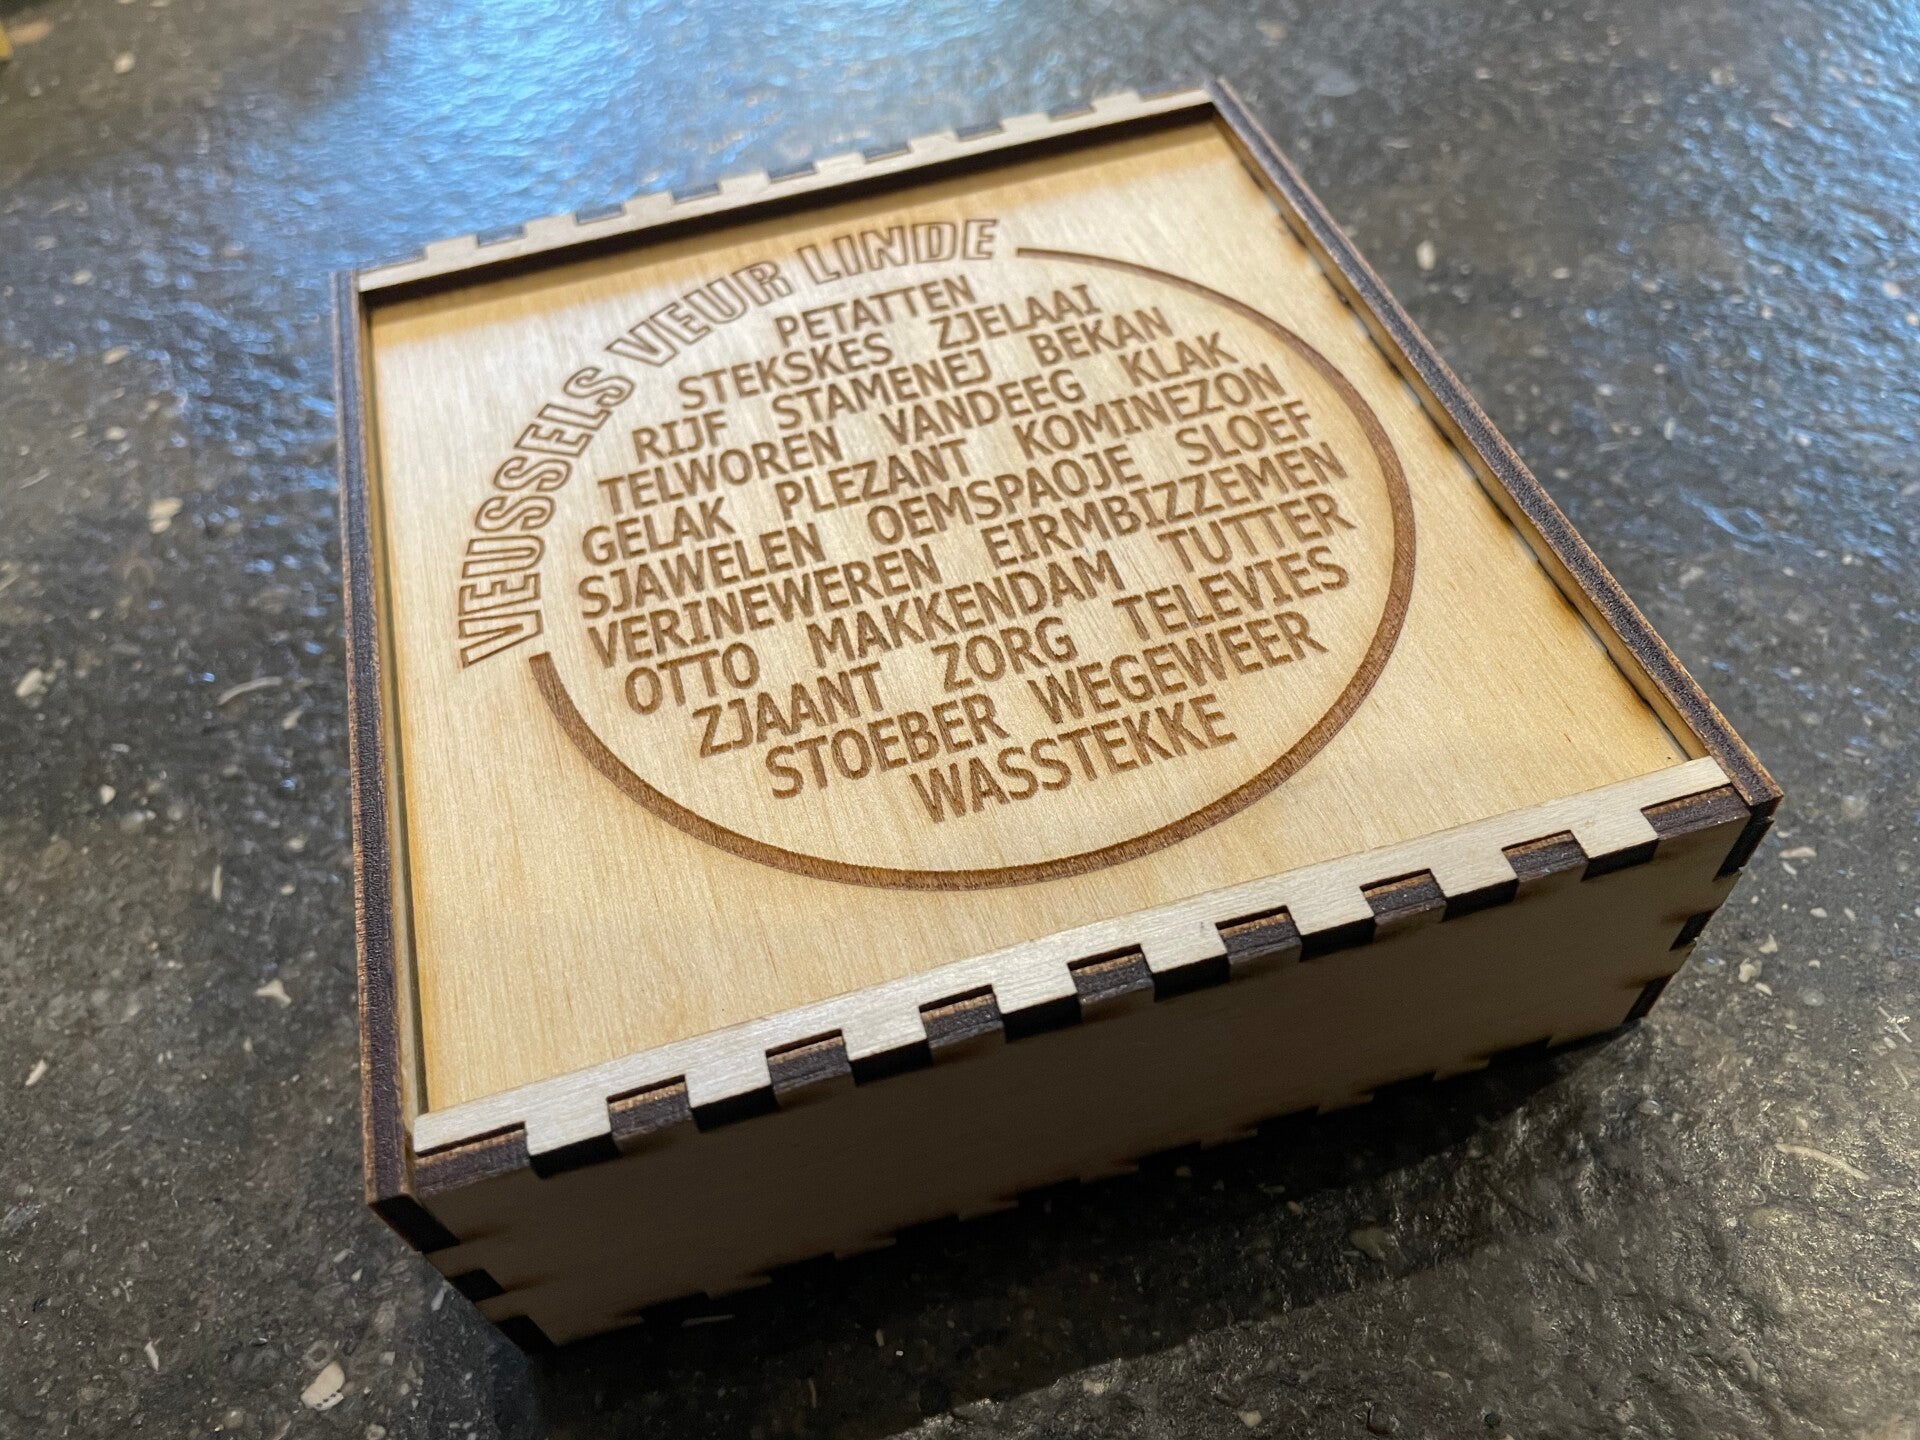 VEUSSELS VEUR LINDE
PETATTEN
STEKSKES ZJELAAI
RIJF STAMENEJ BEKAN
TELWOREN VANDEEG KLAK
GELAK PLEZANT KOMINEZON
SJAWELEN OEMSPAOJE SLOEF
VERINEWEREN EIRMBIZZEMEN
OTTO MAKKENDAM TUTTER
ZJAANT ZORG TELEVIES
STOEBER WEGEWEER
WASSTEKKE